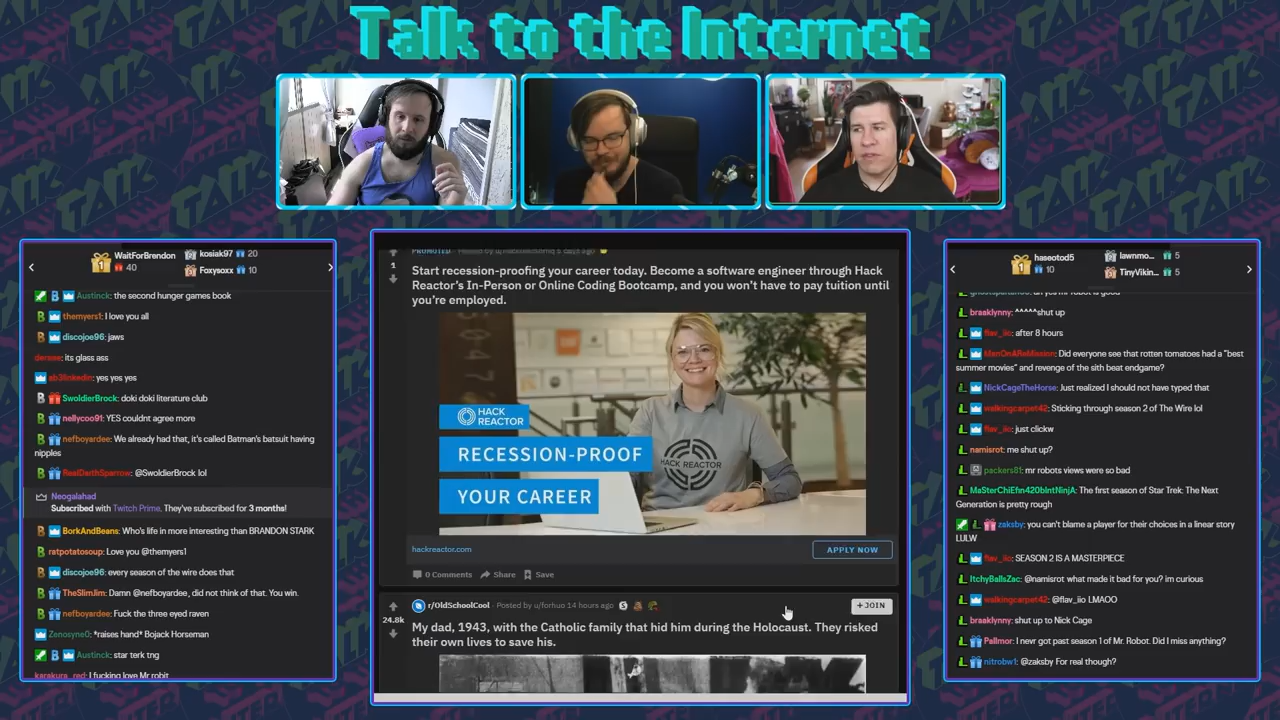 Talk to the Internet
WaitForBrendon
40
kosiak97 20
Foxysoxx 10
Austinck: the second hunger games book
themyers1: I love you all
discojoe96: jaws
its glass ass
ab3linkedin: yes yes yes
SwoldierBrock: doki doki literature club
nellycoo91: YES couldnt agree more
nefboyardee: We already had that, it's called Batman's batsuit having
nipples
RealDarthSparrow: @SwoldierBrock lol
Neogalahad
Subscribed with Twitch Prime. They've subscribed for 3 months!
BorkAndBeans: Who's life in more interesting than BRANDON STARK
ratpotatosoup: Love you @themyers1
discojoe96: every season of the wire does that
TheSlimJim: Damn @nefboyardee, did not think of that. You win.
nefboyardee: Fuck the three eyed raven
Zenosyne0: *raises hand* Bojack Horseman
Austinck: star terk tng
karakura_red: I fucking love Mr robit
PROMOTED
1
Start recession-proofing your career today. Become a software engineer through Hack
Reactor's In-Person or Online Coding Bootcamp, and you won't have to pay tuition until
you're employed.
HACK
REACTOR
RECESSION-PROOF
YOUR CAREER
HACK REACTOR
hackreactor.com
APPLY NOW
0 Comments Share Save
24.8k
r/OldSchoolCool · Posted by u/forhuo 14 hours ago
+ JOIN
My dad, 1943, with the Catholic family that hid him during the Holocaust. They risked
their own lives to save his.
haseotod5
10
lawnmo... 5
TinyVikin... 5
braaklynny: ^^^^^shut up
flav_iio: after 8 hours
ManOnAReMission: Did everyone see that rotten tomatoes had a "best
summer movies" and revenge of the sith beat endgame?
NickCageTheHorse: Just realized I should not have typed that
walkingcarpet42: Sticking through season 2 of The Wire lol
flav_iio: just clickw
namisrot: me shut up?
packers81: mr robots views were so bad
MaSterChiEfin420bIntNinjA: The first season of Star Trek: The Next
Generation is pretty rough
zaksby: you can't blame a player for their choices in a linear story
LULW
flav_iio: SEASON 2 IS A MASTERPIECE
ItchyBallsZac: @namisrot what made it bad for you? im curious
walkingcarpet42: @flav_iio LMAOO
braaklynny: shut up to Nick Cage
Pallmor: I nevr got past season 1 of Mr. Robot. Did I miss anything?
nitrobw1: @zaksby For real though?